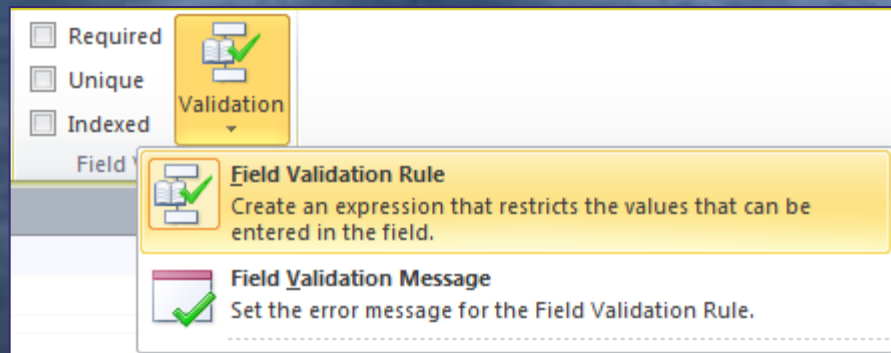 Required
Unique
Indexed
Validation
Field
Field Validation Rule
Create an expression that restricts the values that can be
entered in the field.
Field Validation Message
Set the error message for the Field Validation Rule.